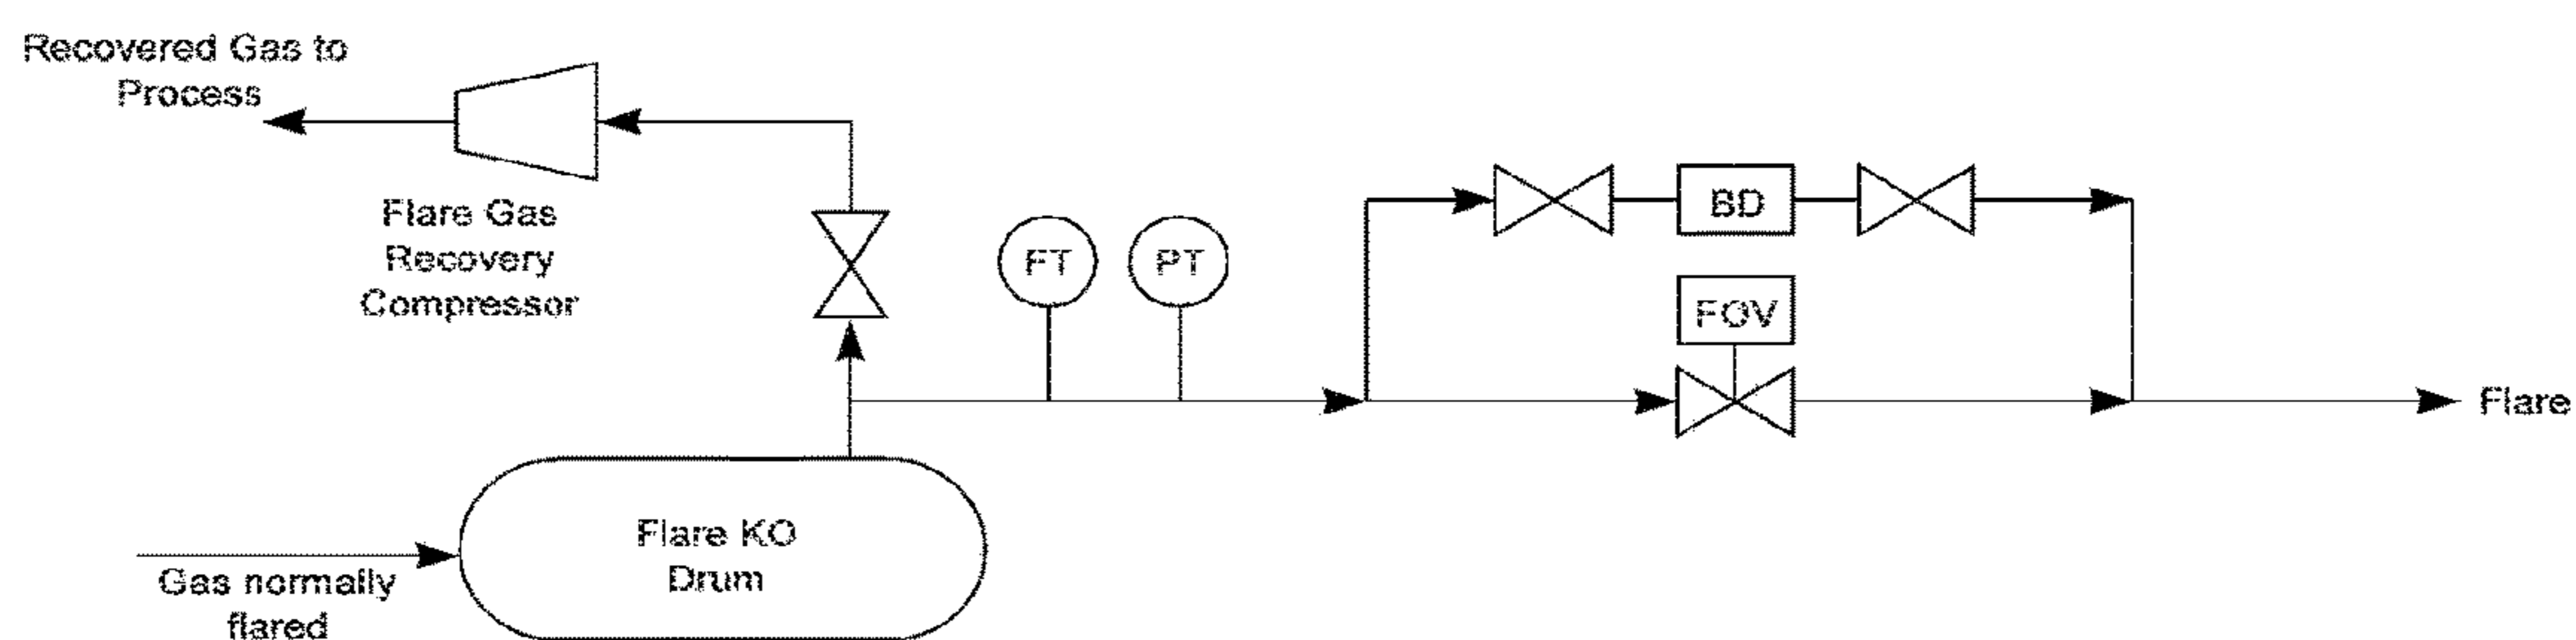 Recovered Gas to
Process
Flare Gas
Recovery
Compressor
FT
PT
BD
FOV
Flare
Flare KO
Drum
Gas normally
flared